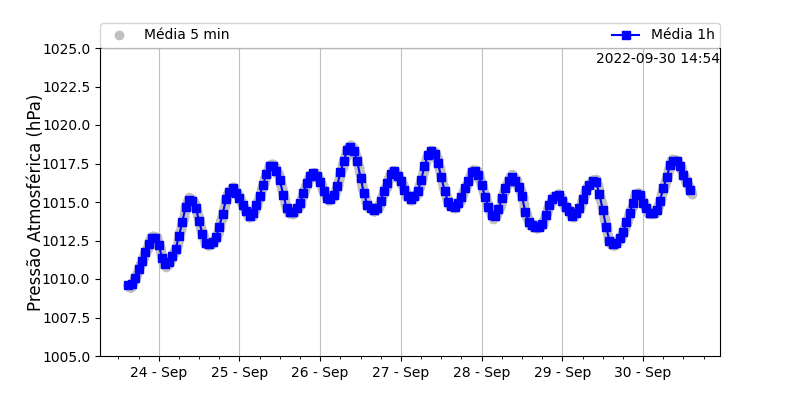 Média 5 min
Média 1h
2022-09-30 14:54
Pressão Atmosférica (hPa)
1025.0
1022.5
1020.0
1017.5
1015.0
1012.5
1010.0
1007.5
1005.0
24 - Sep
25 - Sep
26 - Sep
27 - Sep
28 - Sep
29 - Sep
30 - Sep